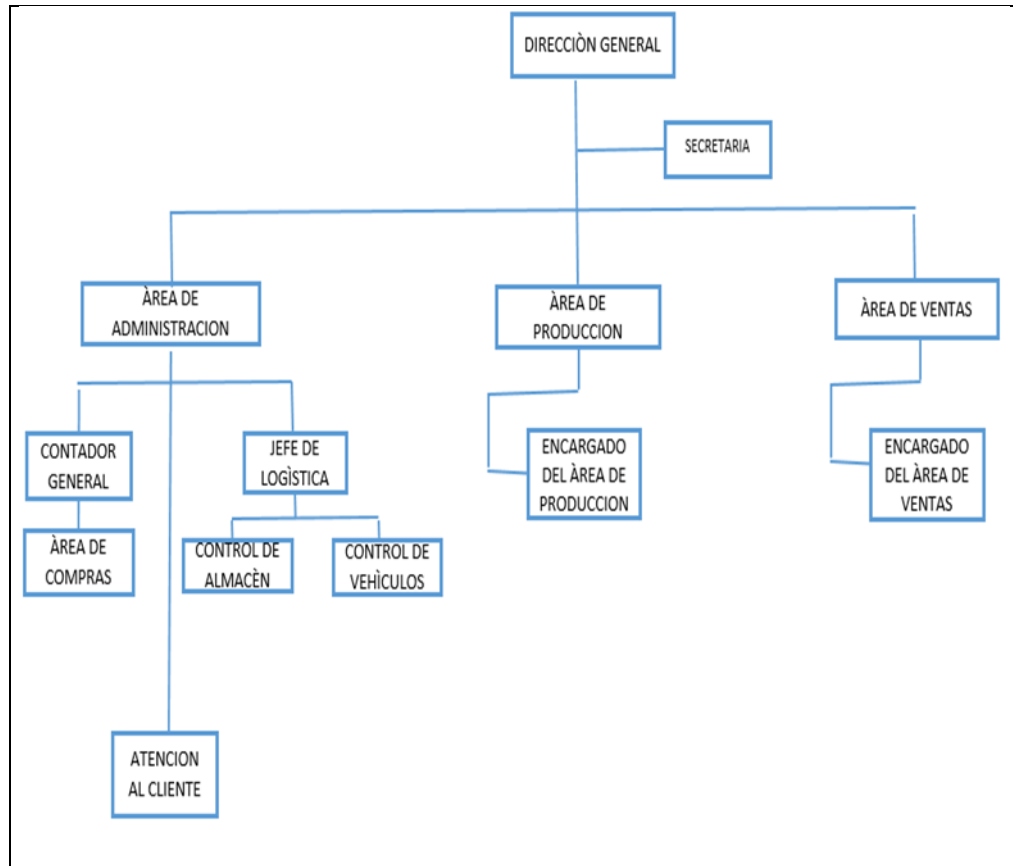 DIRECCIÒN GENERAL
SECRETARIA
ÀREA DE
ADMINISTRACION
ÀREA DE
PRODUCCION
ÀREA DE VENTAS
CONTADOR
GENERAL
JEFE DE
LOGÌSTICA
ENCARGADO
DEL ÀREA DE
PRODUCCION
ENCARGADO
DEL ÀREA DE
VENTAS
ÀREA DE
COMPRAS
CONTROL DE
ALMACÈN
CONTROL DE
VEHÌCULOS
ATENCION
AL CLIENTE